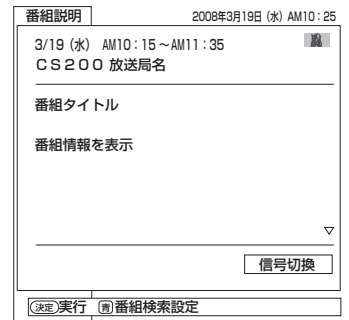 番組説明 2008年3月19日 (水) AM10:25
3/19 (水) AM10:15～AM11:35
CS200 放送局名
番組タイトル
番組情報を表示
信号切換
決定 実行 青 番組検索設定